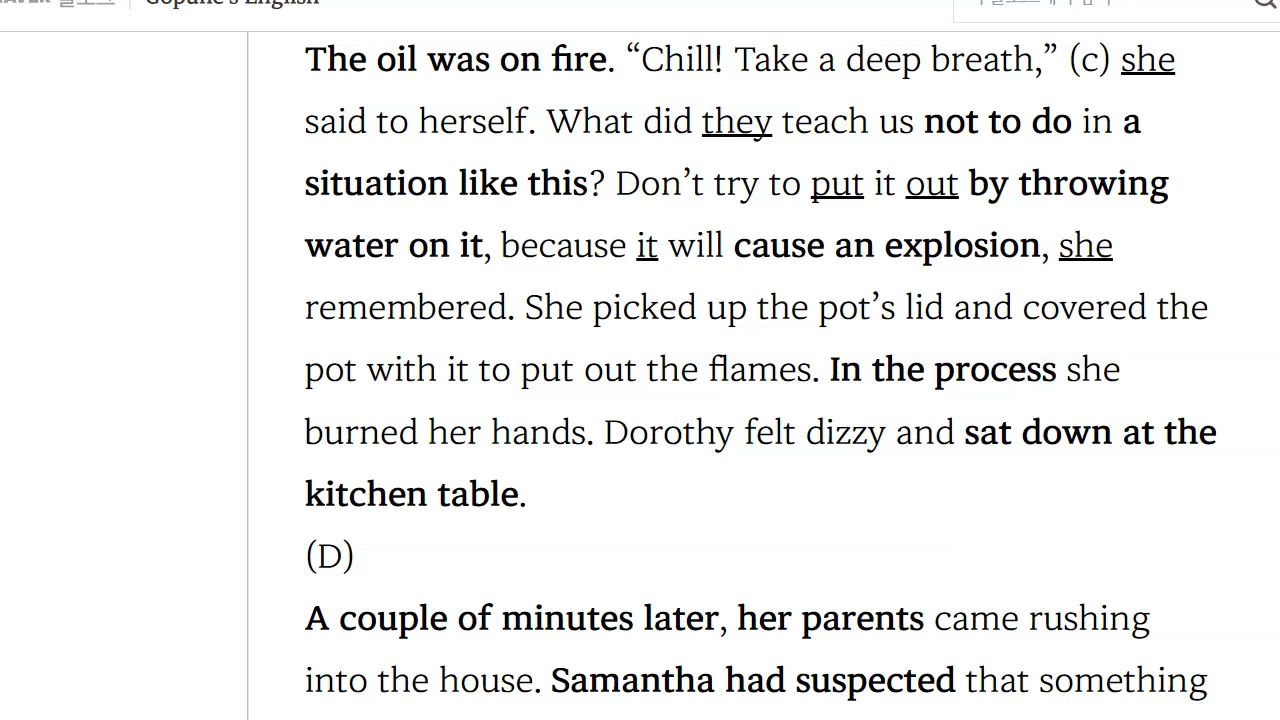 Gopune's English
The oil was on fire. “Chill! Take a deep breath,” (c) she
said to herself. What did they teach us not to do in a
situation like this? Don’t try to put it out by throwing
water on it, because it will cause an explosion, she
remembered. She picked up the pot’s lid and covered the
pot with it to put out the flames. In the process she
burned her hands. Dorothy felt dizzy and sat down at the
kitchen table.
(D)
A couple of minutes later, her parents came rushing
into the house. Samantha had suspected that something